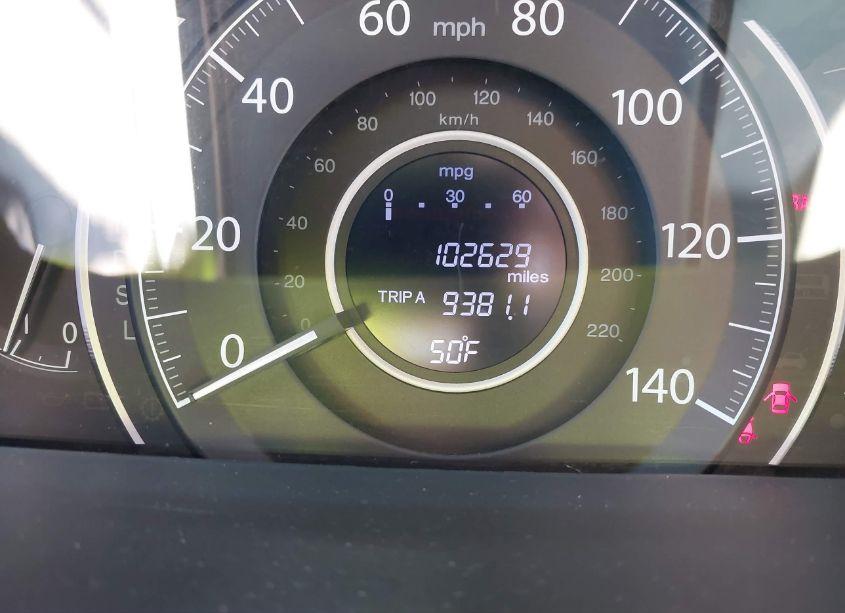 60 mph 80
40 100
100 120
80 km/h 140
60 160
mpg
0 30 60
180
20 40 120
102629
miles
200
20
TRIP A 9381.1
S
0 L 0 0 220
50°F
140